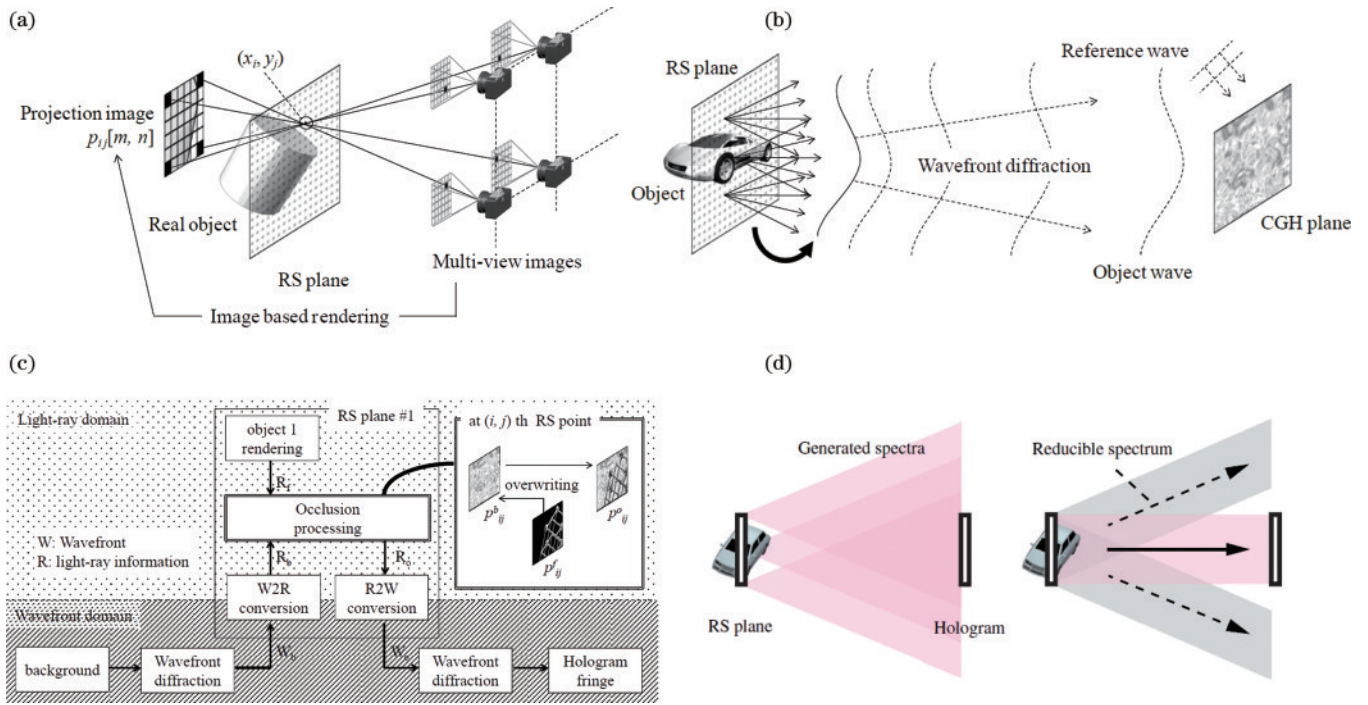 (a)
(x_i, y_j)
Projection image
p_ij[m, n]
Real object
RS plane
Multi-view images
Image based rendering
(b)
Reference wave
RS plane
Wavefront diffraction
Object
CGH plane
Object wave
(c)
Light-ray domain
RS plane #1
object 1
rendering
R_f
Occlusion
processing
at (i, j) th RS point
overwriting
p^b_ij
p^o_ij
p^f_ij
W: Wavefront
R: light-ray information
R_b
R_o
W2R
conversion
R2W
conversion
Wavefront domain
W_b
W_o
background
Wavefront
diffraction
Wavefront
diffraction
Hologram
fringe
(d)
Generated spectra
Reducible spectrum
RS plane
Hologram